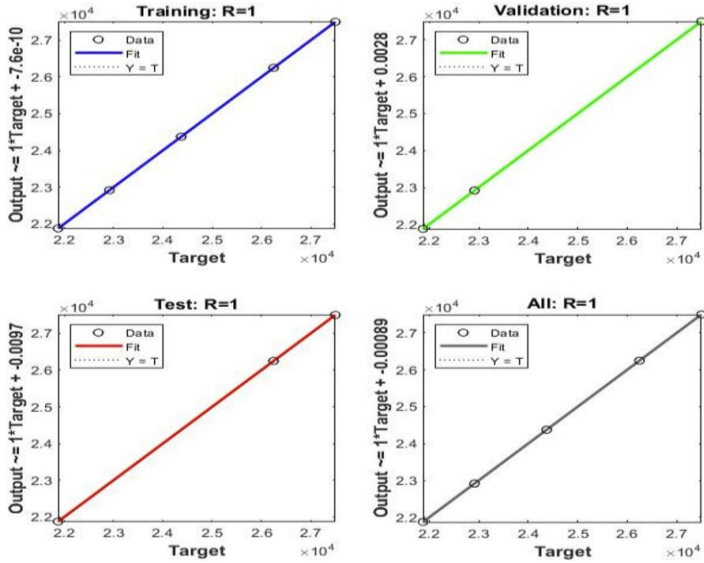 Training: R=1
×10⁴
Output ~= 1*Target + -7.6e-10
Data
Fit
Y = T
2.7
2.6
2.5
2.4
2.3
2.2
2.2 2.3 2.4 2.5 2.6 2.7
Target
×10⁴
Validation: R=1
×10⁴
Output ~= 1*Target + 0.0028
Data
Fit
Y = T
2.7
2.6
2.5
2.4
2.3
2.2
2.2 2.3 2.4 2.5 2.6 2.7
Target
×10⁴
Test: R=1
×10⁴
Output ~= 1*Target + -0.0097
Data
Fit
Y = T
2.7
2.6
2.5
2.4
2.3
2.2
2.2 2.3 2.4 2.5 2.6 2.7
Target
×10⁴
All: R=1
×10⁴
Output ~= 1*Target + -0.00089
Data
Fit
Y = T
2.7
2.6
2.5
2.4
2.3
2.2
2.2 2.3 2.4 2.5 2.6 2.7
Target
×10⁴